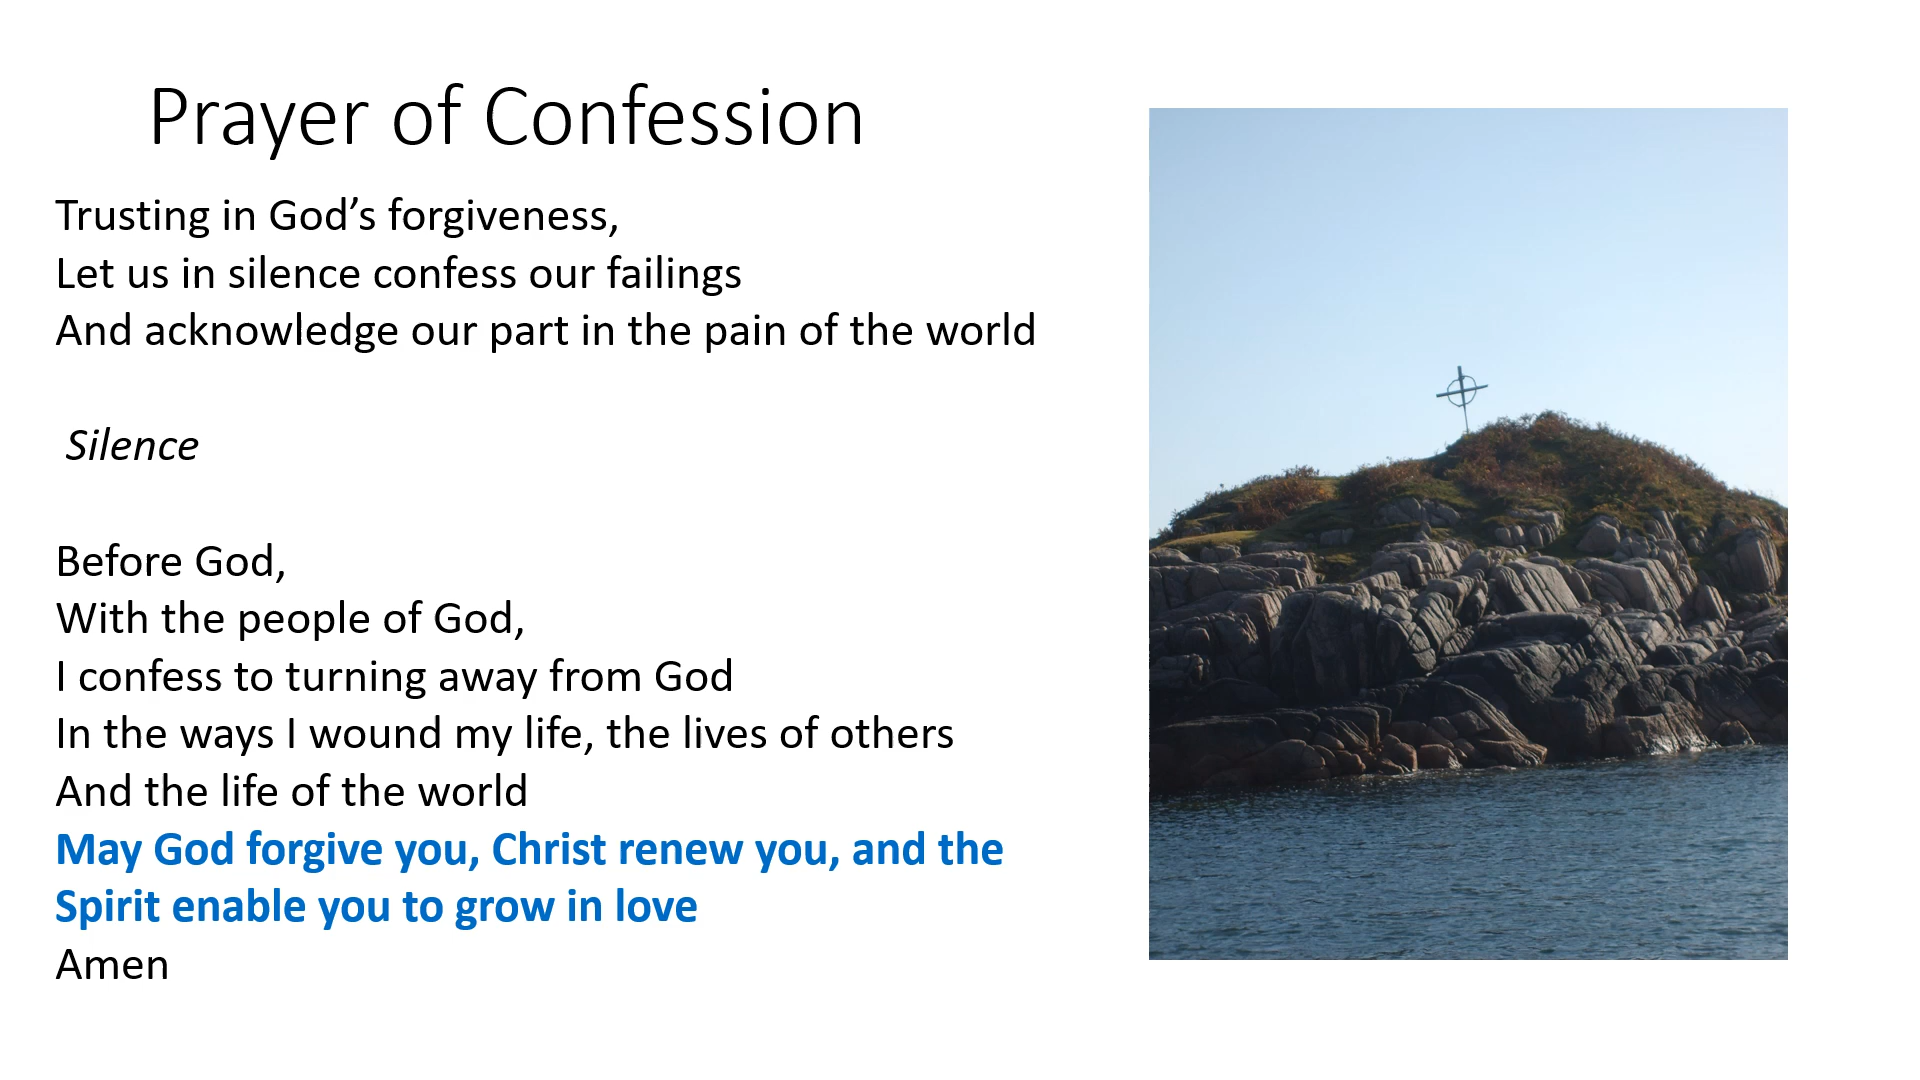 Prayer of Confession
Trusting in God’s forgiveness,
Let us in silence confess our failings
And acknowledge our part in the pain of the world
Silence
Before God,
With the people of God,
I confess to turning away from God
In the ways I wound my life, the lives of others
And the life of the world
May God forgive you, Christ renew you, and the
Spirit enable you to grow in love
Amen